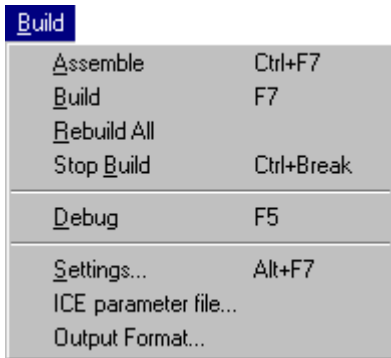 Build
Assemble Ctrl+F7
Build F7
Rebuild All
Stop Build Ctrl+Break
Debug F5
Settings... Alt+F7
ICE parameter file...
Output Format...